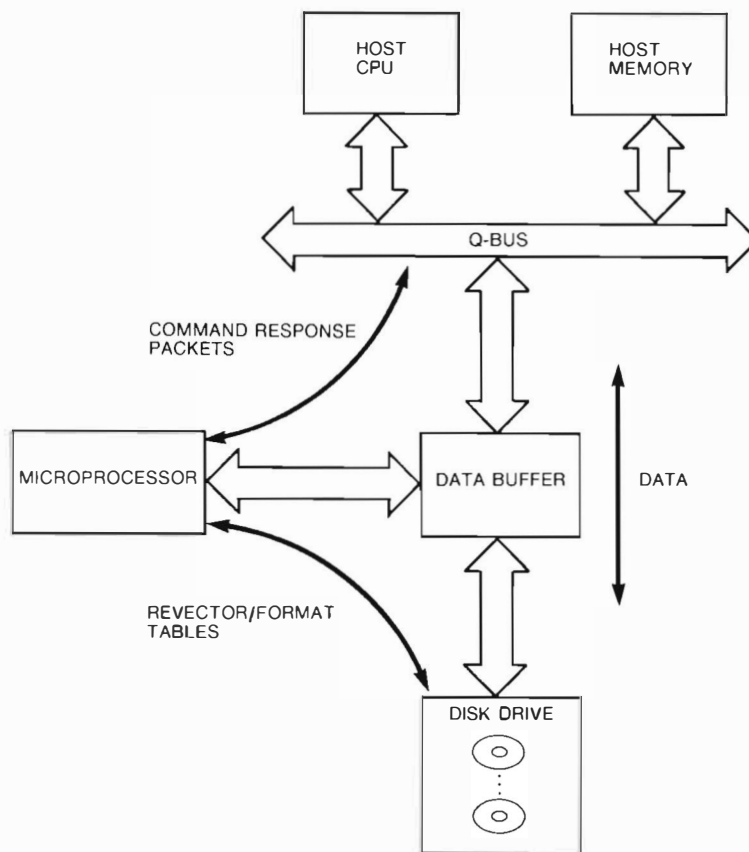 HOST
CPU
HOST
MEMORY
Q-BUS
COMMAND RESPONSE
PACKETS
MICROPROCESSOR
DATA BUFFER
DATA
REVECTOR/FORMAT
TABLES
DISK DRIVE